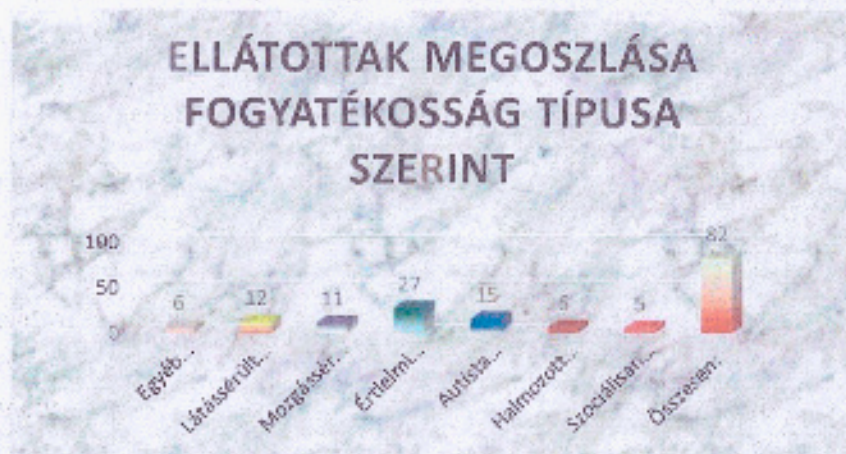 ELLÁTOTTAK MEGOSZLÁSA
FOGYATÉKOSSÁG TÍPUSA
SZERINT
100
50
0
6
12
11
27
15
6
5
82
Egyéb...
Látássérült...
Mozgássér...
Értelmi...
Autista...
Halmozott...
Szociálisan...
Összesen: